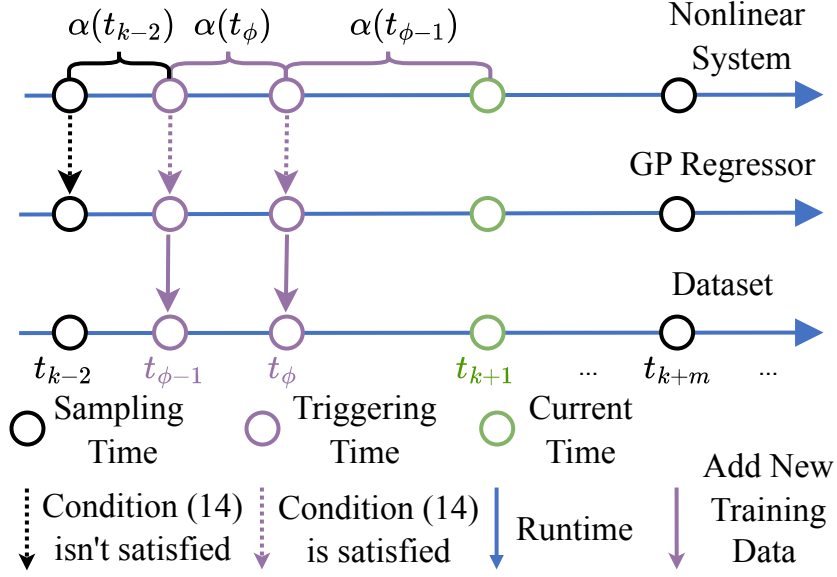 α(t_{k−2}) α(t_ϕ) α(t_{ϕ−1})
Nonlinear
System
GP Regressor
Dataset
t_{k−2} t_{ϕ−1} t_ϕ t_{k+1} ... t_{k+m} ...
Sampling
Time
Triggering
Time
Current
Time
Condition (14)
isn't satisfied
Condition (14)
is satisfied
Runtime
Add New
Training
Data